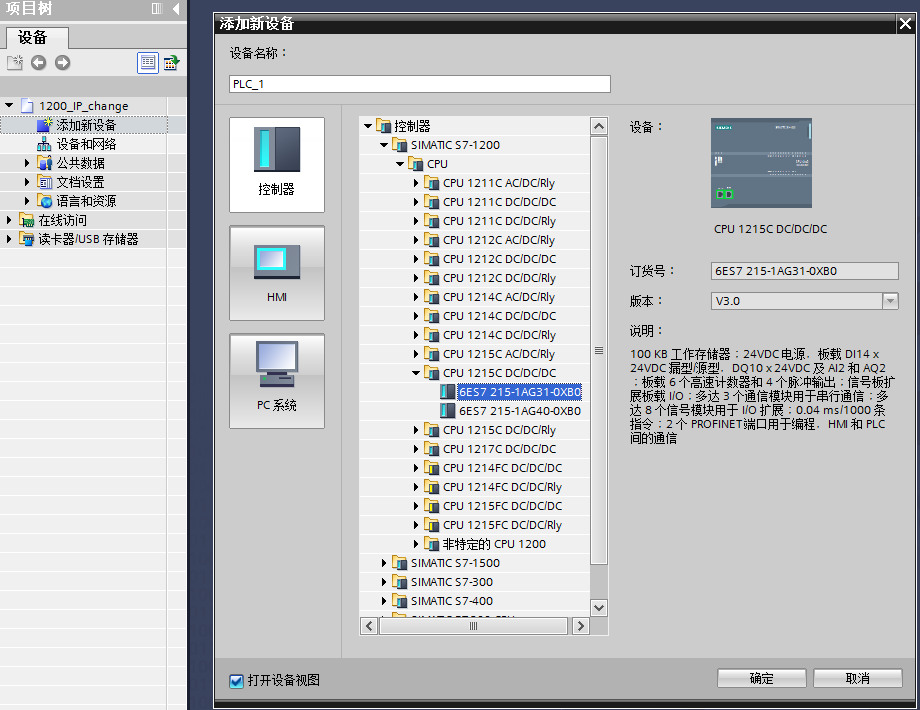 项目树
设备
1200_IP_change
添加新设备
设备和网络
公共数据
文档设置
语言和资源
在线访问
读卡器/USB 存储器
添加新设备
设备名称：
PLC_1
控制器
HMI
PC 系统
控制器
SIMATIC S7-1200
CPU
CPU 1211C AC/DC/Rly
CPU 1211C DC/DC/DC
CPU 1211C DC/DC/Rly
CPU 1212C AC/DC/Rly
CPU 1212C DC/DC/DC
CPU 1212C DC/DC/Rly
CPU 1214C AC/DC/Rly
CPU 1214C DC/DC/DC
CPU 1214C DC/DC/Rly
CPU 1215C AC/DC/Rly
CPU 1215C DC/DC/DC
6ES7 215-1AG31-0XB0
6ES7 215-1AG40-0XB0
CPU 1215C DC/DC/Rly
CPU 1217C DC/DC/DC
CPU 1214FC DC/DC/DC
CPU 1214FC DC/DC/Rly
CPU 1215FC DC/DC/DC
CPU 1215FC DC/DC/Rly
非特定的 CPU 1200
SIMATIC S7-1500
SIMATIC S7-300
SIMATIC S7-400
设备：
CPU 1215C DC/DC/DC
订货号：
6ES7 215-1AG31-0XB0
版本：
V3.0
说明：
100 KB 工作存储器；24VDC 电源，板载 DI14 x
24VDC 漏型/源型，DQ10 x 24VDC 及 AI2 和 AQ2
；板载 6 个高速计数器和 4 个脉冲输出；信号板扩
展板载 I/O；多达 3 个通信模块用于串行通信；多达
8 个信号模块用于 I/O 扩展；0.04 ms/1000 条
指令；2 个 PROFINET端口用于编程，HMI 和 PLC
间的通信
打开设备视图
确定
取消